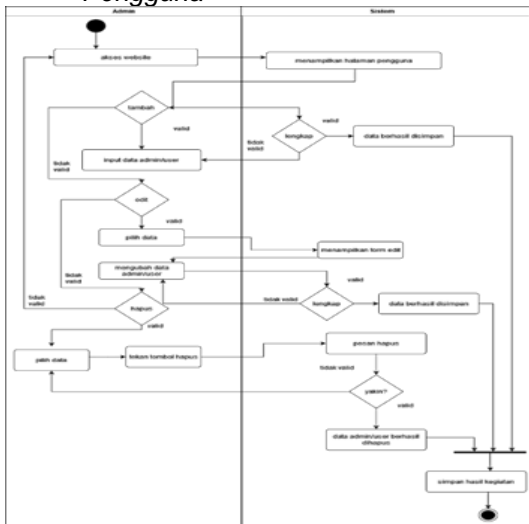 Pengguna
Admin
Sistem
akses website
menampilkan halaman pengguna
tambah
valid
lengkap
valid
data berhasil disimpan
tidak
valid
input data admin/user
tidak
valid
edit
valid
pilih data
menampilkan form edit
mengubah data
admin/user
tidak
valid
valid
tidak
valid
hapus
tidak valid
lengkap
data berhasil disimpan
valid
pilih data
tekan tombol hapus
pesan hapus
tidak valid
yakin?
valid
data admin/user berhasil
dihapus
simpan hasil kegiatan